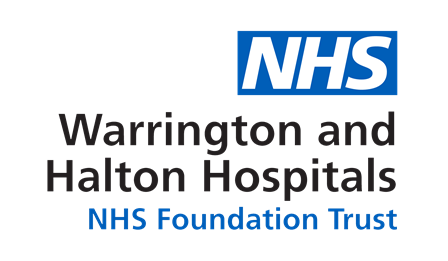 NHS
Warrington and
Halton Hospitals
NHS Foundation Trust